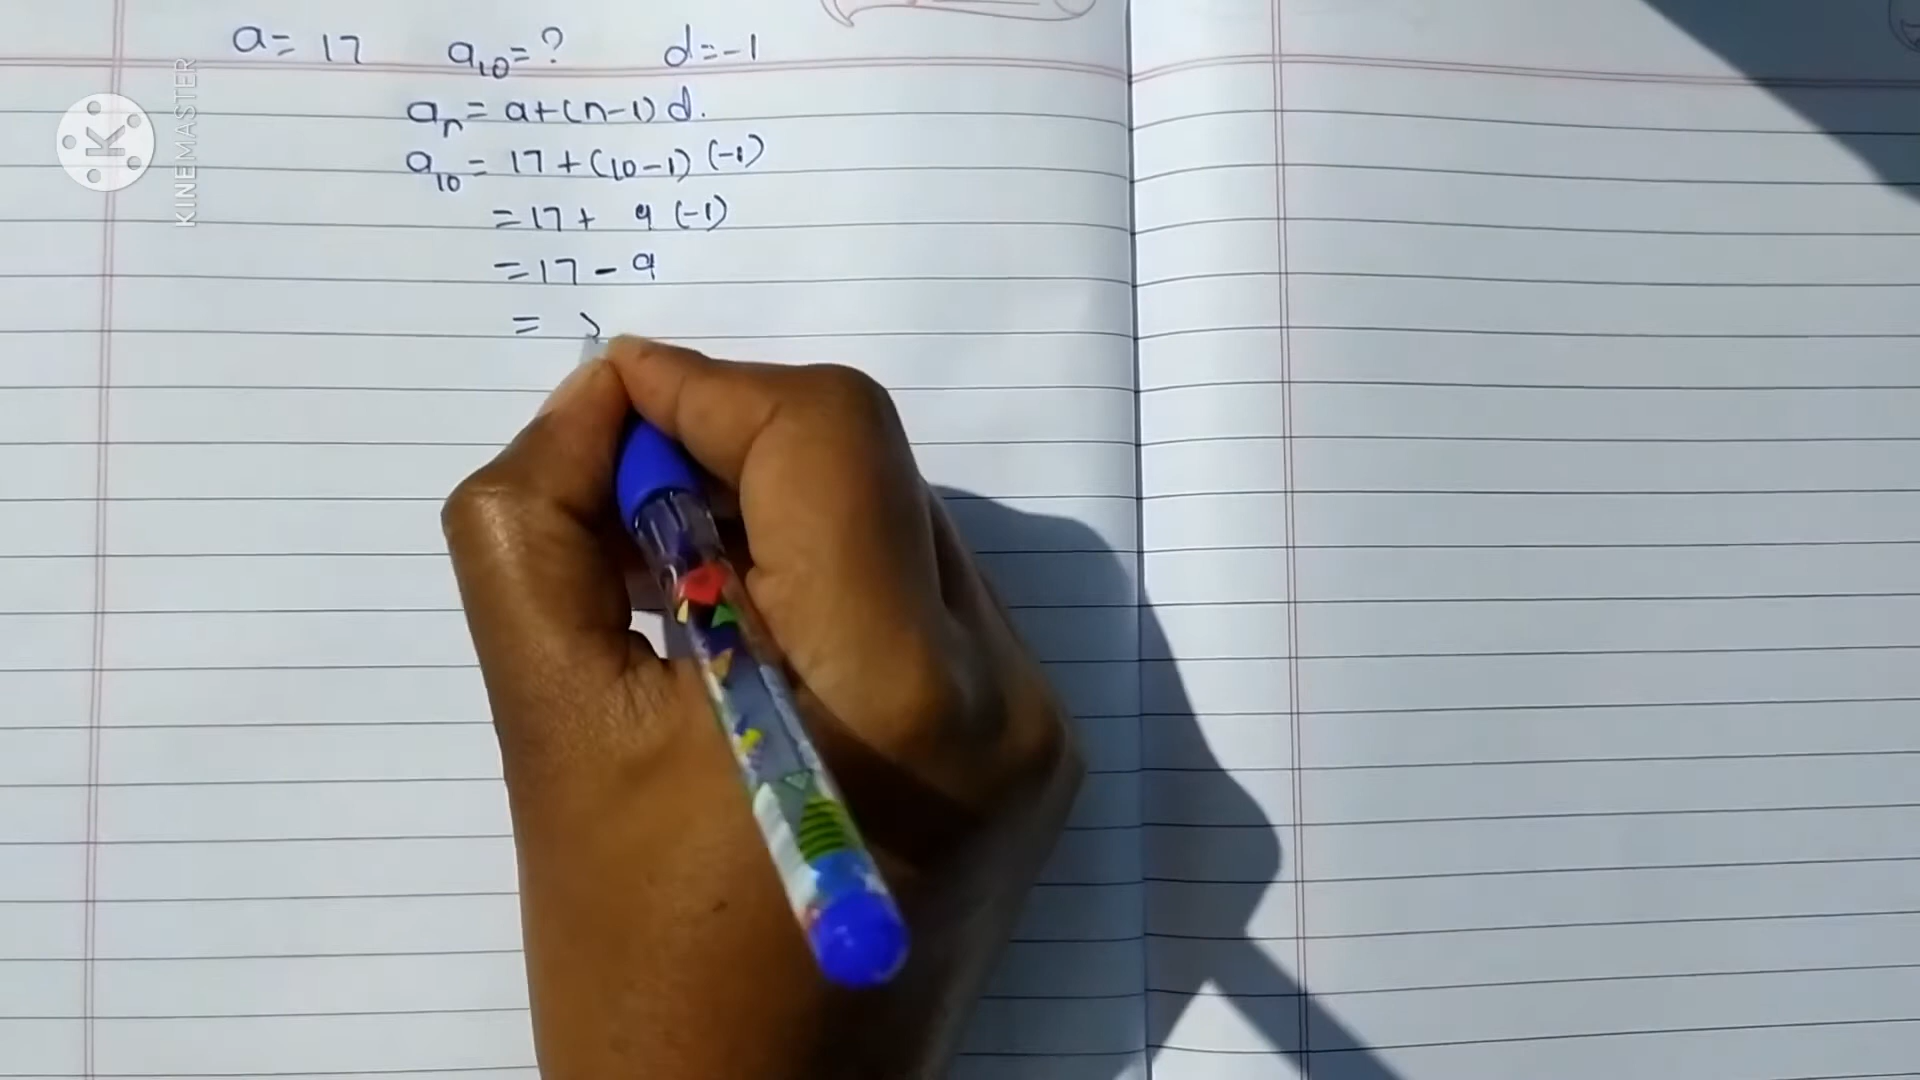 a = 17 a₁₀ = ? d = -1
aₙ = a + (n-1) d.
a₁₀ = 17 + (10-1) (-1)
= 17 + 9 (-1)
= 17 - 9
=
KINEMASTER